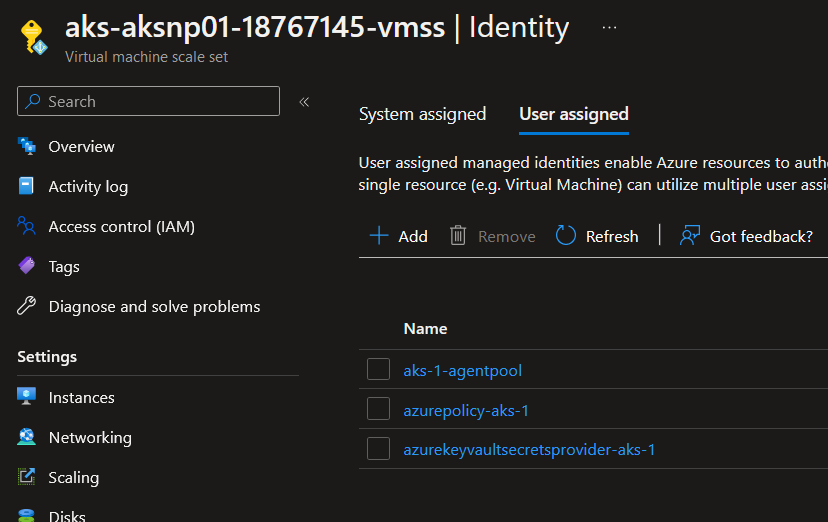 aks-aksnp01-18767145-vmss | Identity ...
Virtual machine scale set
Search
«
Overview
Activity log
Access control (IAM)
Tags
Diagnose and solve problems
Settings
Instances
Networking
Scaling
Disks
System assigned
User assigned
User assigned managed identities enable Azure resources to auth
single resource (e.g. Virtual Machine) can utilize multiple user assi
Add
Remove
Refresh
Got feedback?
Name
aks-1-agentpool
azurepolicy-aks-1
azurekeyvaultsecretsprovider-aks-1